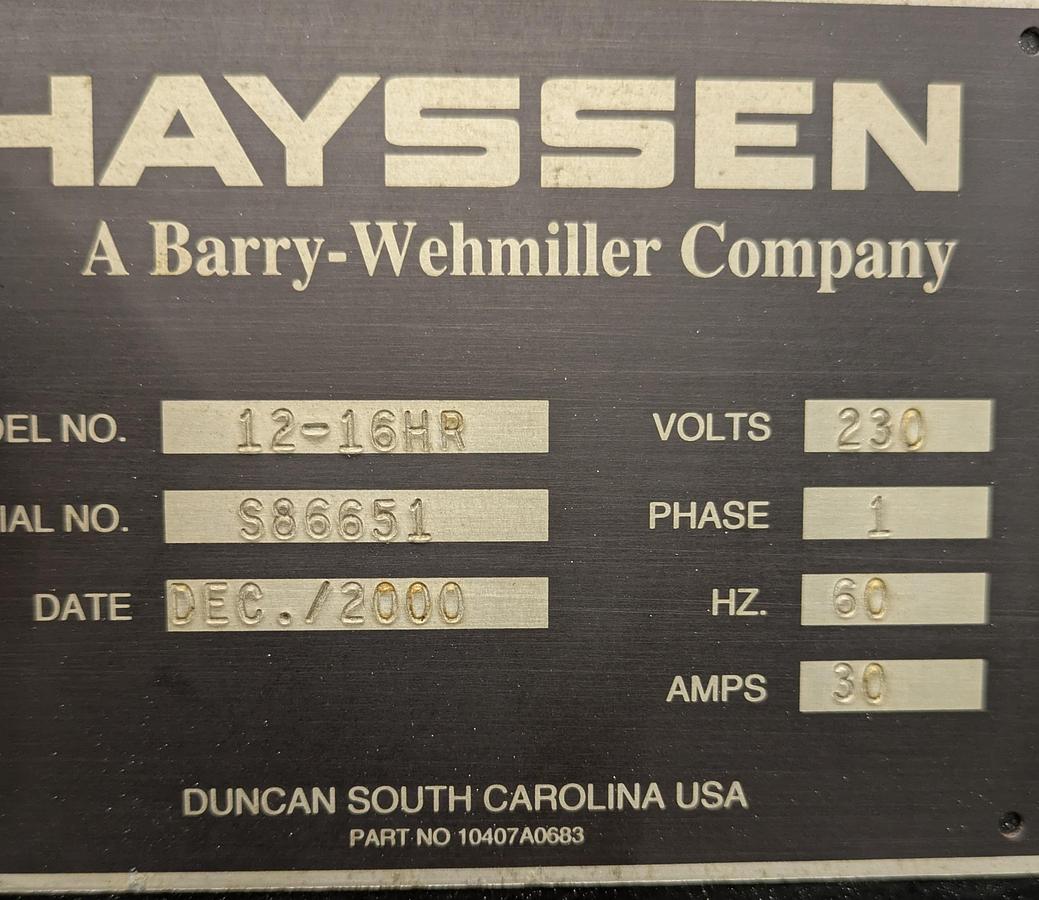 HAYSSEN
A Barry-Wehmiller Company
DEL NO. 12-16HR VOLTS 230
IAL NO. S86651 PHASE 1
DATE DEC./2000 HZ. 60
AMPS 30
DUNCAN SOUTH CAROLINA USA
PART NO 10407A0683